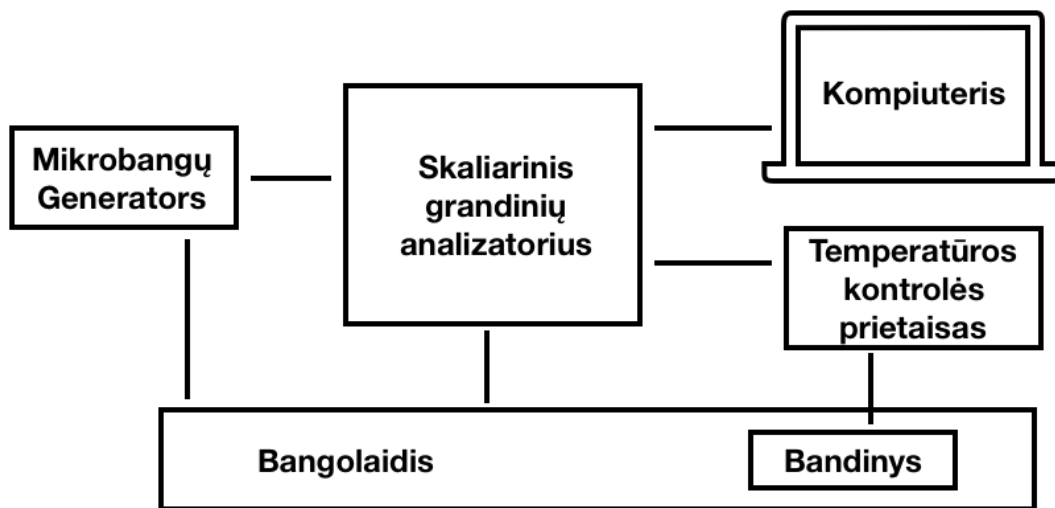 Kompiuteris
Mikrobangų
Generators
Skaliarinis
grandinių
analizatorius
Temperatūros
kontrolės
prietaisas
Bangolaidis
Bandinys